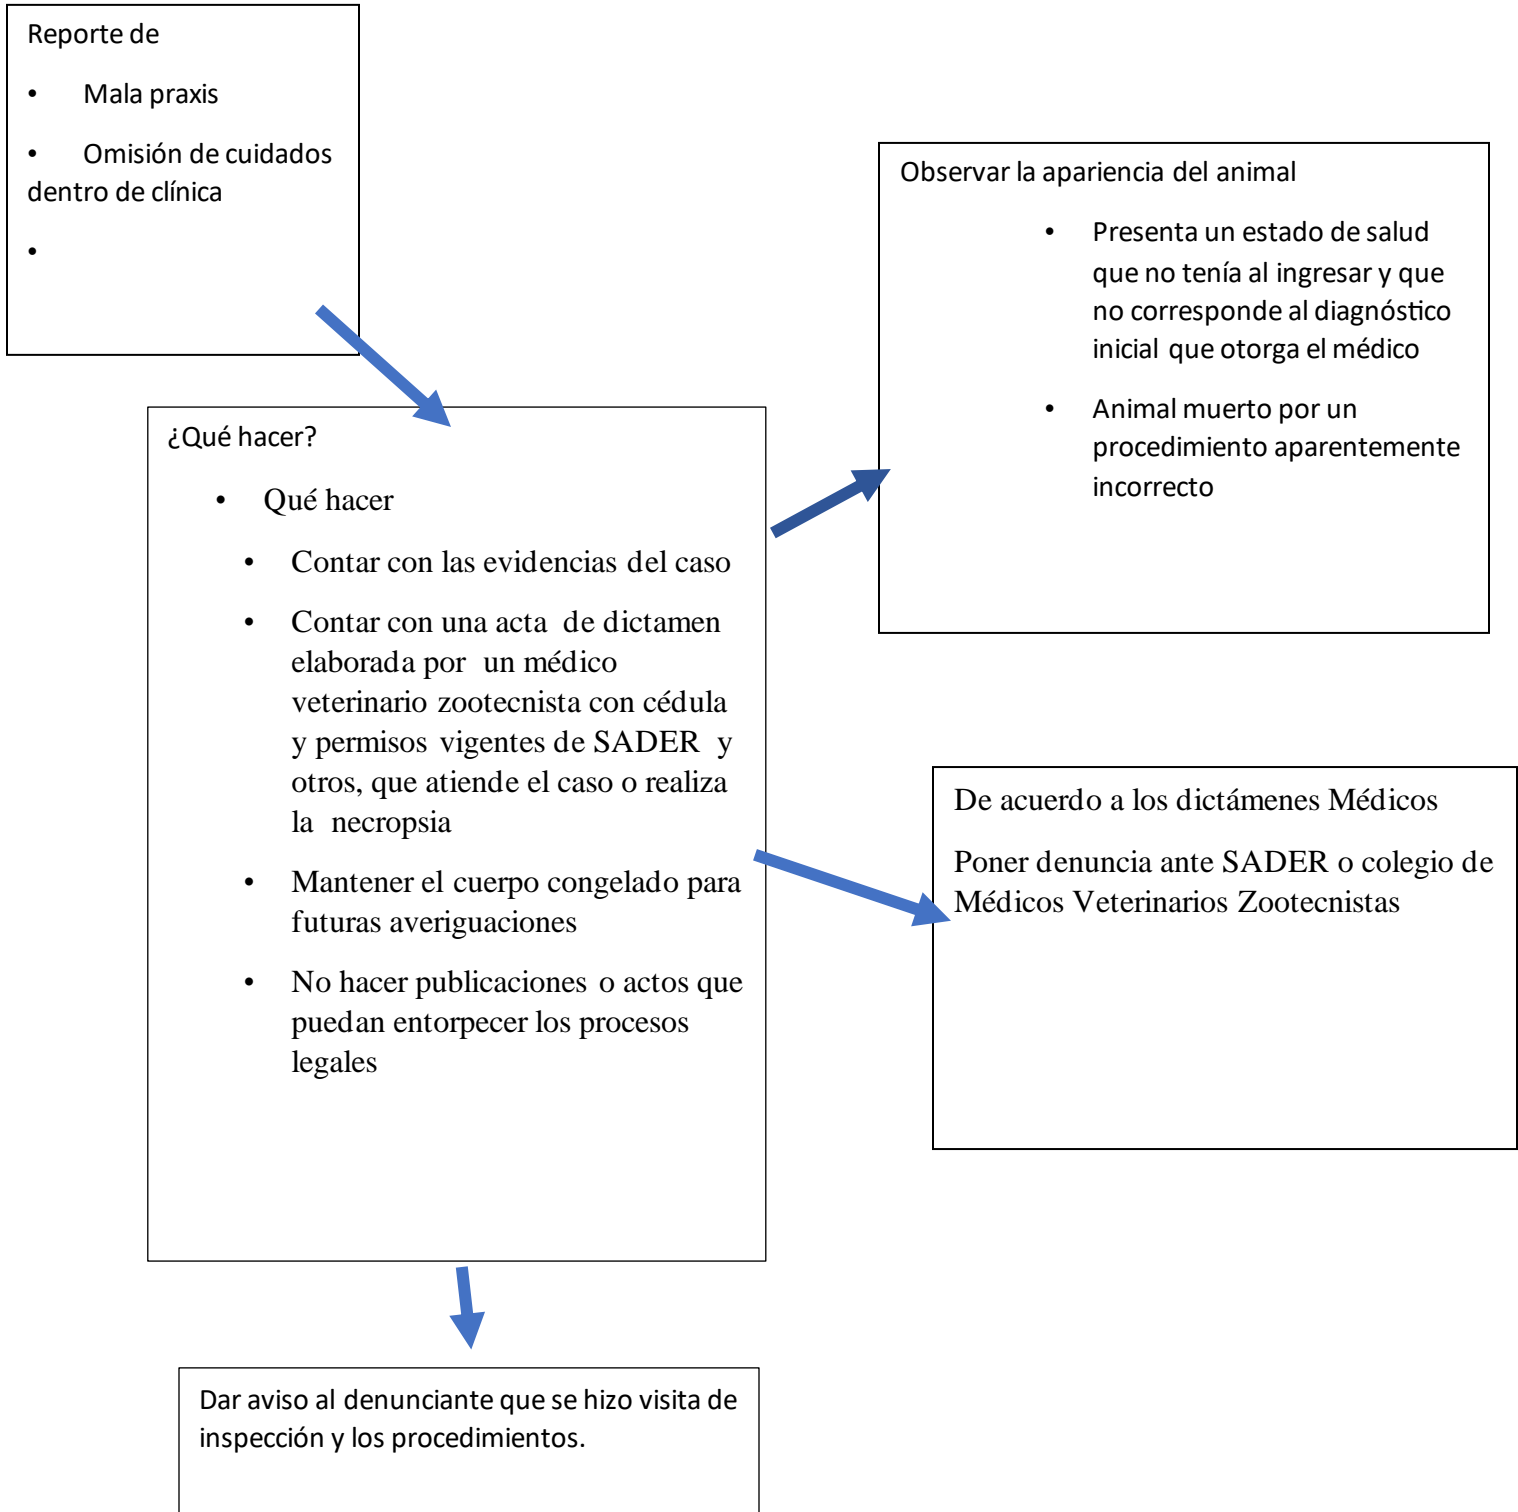 Reporte de
• Mala praxis
• Omisión de cuidados
dentro de clínica
•
Observar la apariencia del animal
• Presenta un estado de salud
que no tenía al ingresar y que
no corresponde al diagnóstico
inicial que otorga el médico
• Animal muerto por un
procedimiento aparentemente
incorrecto
¿Qué hacer?
• Qué hacer
• Contar con las evidencias del caso
• Contar con una acta de dictamen
elaborada por un médico
veterinario zootecnista con cédula
y permisos vigentes de SADER y
otros, que atiende el caso o realiza
la necropsia
• Mantener el cuerpo congelado para
futuras averiguaciones
• No hacer publicaciones o actos que
puedan entorpecer los procesos
legales
De acuerdo a los dictámenes Médicos
Poner denuncia ante SADER o colegio de
Médicos Veterinarios Zootecnistas
Dar aviso al denunciante que se hizo visita de
inspección y los procedimientos.